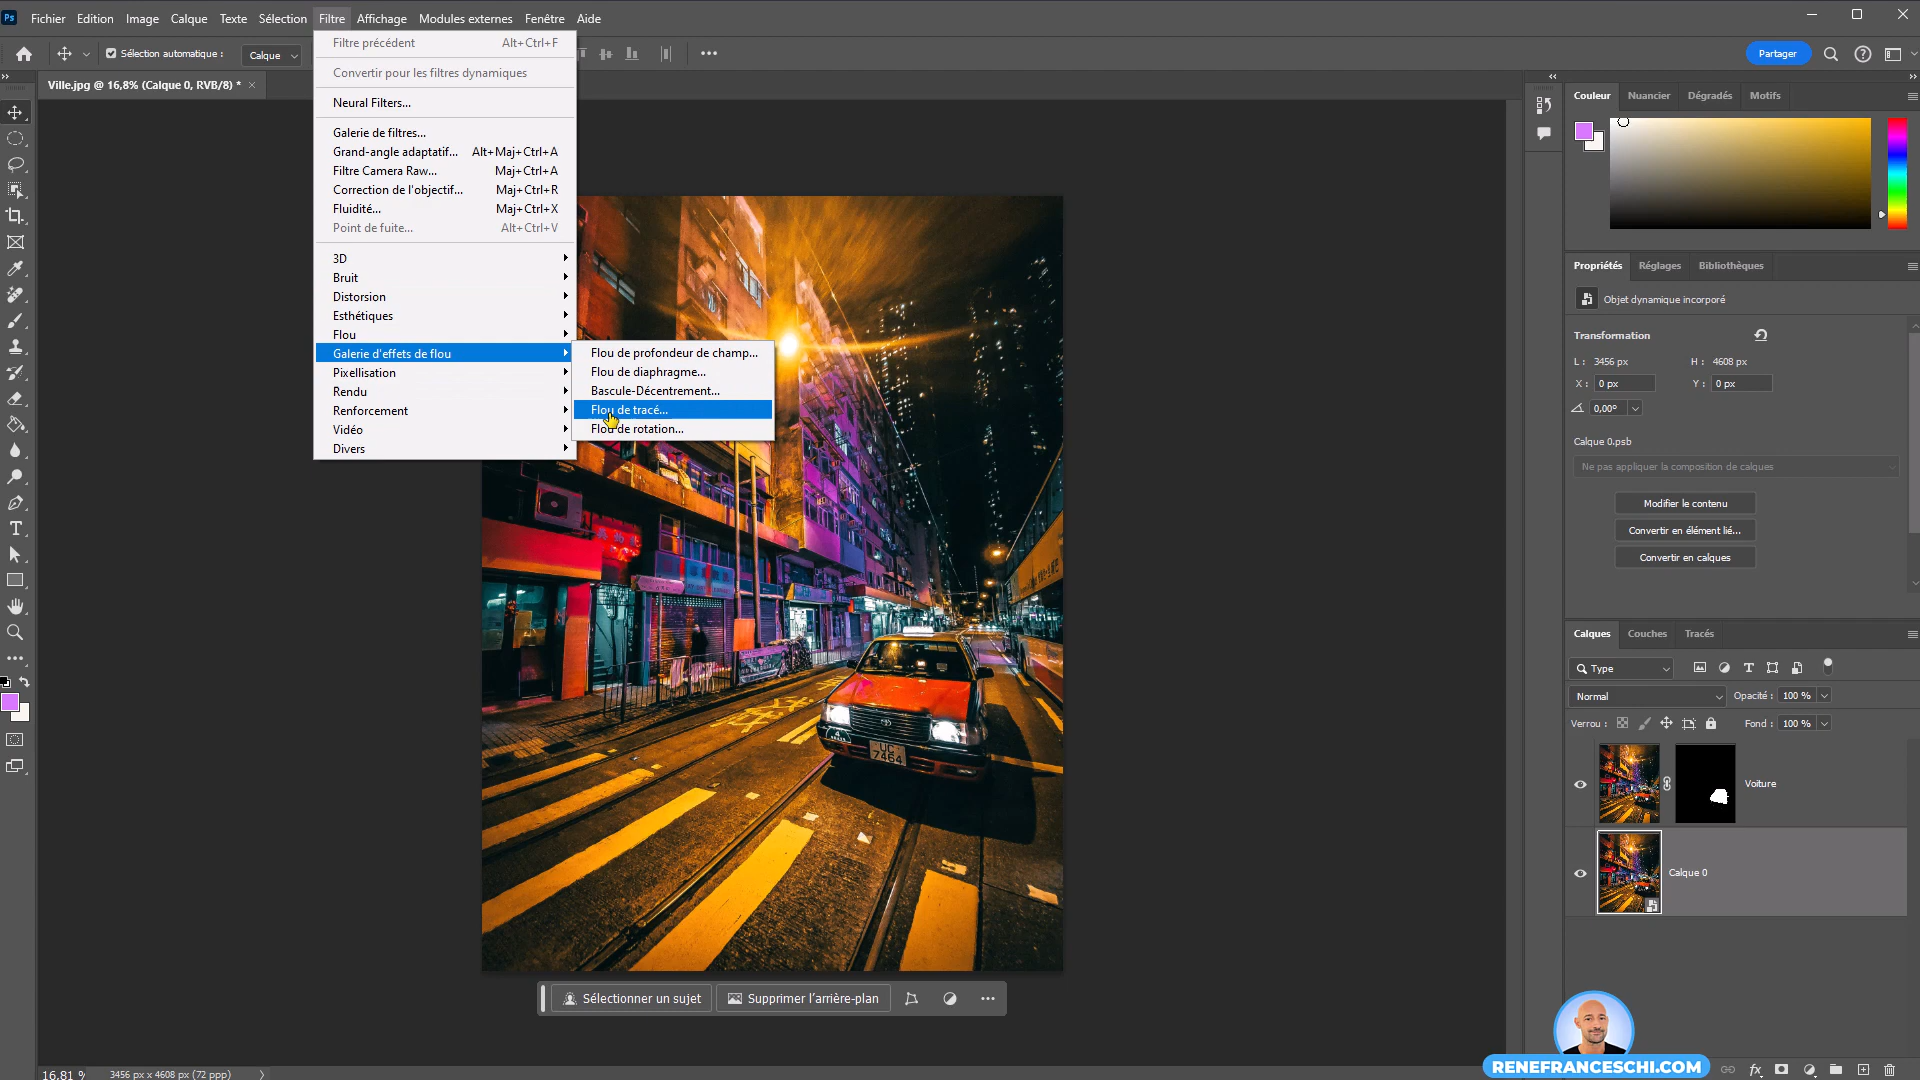 Ps Fichier Edition Image Calque Texte Sélection Filtre Affichage Modules externes Fenêtre Aide
Sélection automatique : Calque
Partager
Ville.jpg @ 16,8% (Calque 0, RVB/8) *
Filtre précédent Alt+Ctrl+F
Convertir pour les filtres dynamiques
Neural Filters...
Galerie de filtres...
Grand-angle adaptatif... Alt+Maj+Ctrl+A
Filtre Camera Raw... Maj+Ctrl+A
Correction de l'objectif... Maj+Ctrl+R
Fluidité... Maj+Ctrl+X
Point de fuite... Alt+Ctrl+V
3D
Bruit
Distorsion
Esthétiques
Flou
Galerie d'effets de flou
Pixellisation
Rendu
Renforcement
Vidéo
Divers
Flou de profondeur de champ...
Flou de diaphragme...
Bascule-Décentrement...
Flou de tracé...
Flou de rotation...
4
UC
7464
Sélectionner un sujet Supprimer l'arrière-plan
16,81 % 3456 px x 4608 px (72 ppp)
Couleur Nuancier Dégradés Motifs
Propriétés Réglages Bibliothèques
Objet dynamique incorporé
Transformation
L : 3456 px H : 4608 px
X : 0 px Y : 0 px
0,00°
Calque 0.psb
Ne pas appliquer la composition de calques
Modifier le contenu
Convertir en élément lié...
Convertir en calques
Calques Couches Tracés
Type
Normal Opacité : 100 %
Verrou : Fond : 100 %
Voiture
Calque 0
fx
RENEFRANCESCHI.COM